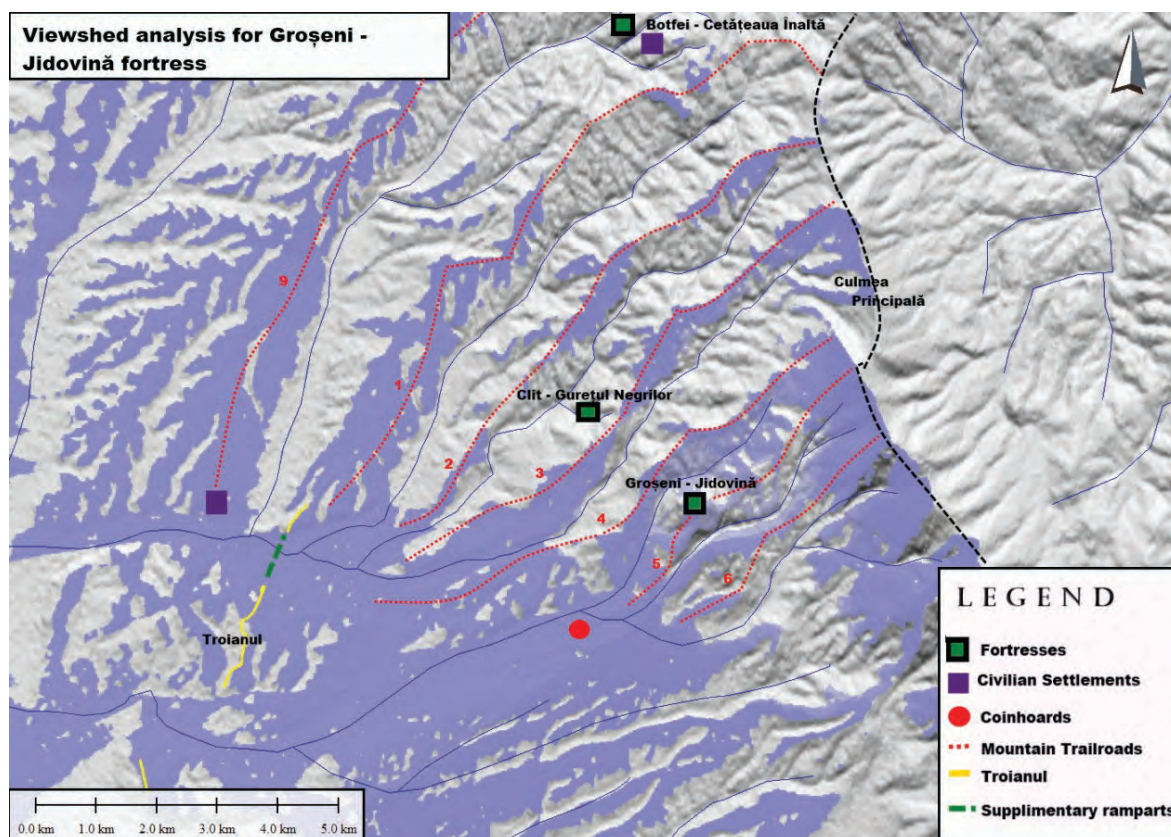 Viewshed analysis for Groșeni -
Jidovină fortress
Botfei - Cetățeaua Înaltă
9
Culmea
Principală
1
Clit - Gurețul Negrilor
2
3
Groșeni - Jidovină
4
5
6
Troianul
LEGEND
Fortresses
Civilian Settlements
Coinhoards
Mountain Trailroads
Troianul
Supplimentary ramparts
0.0 km 1.0 km 2.0 km 3.0 km 4.0 km 5.0 km